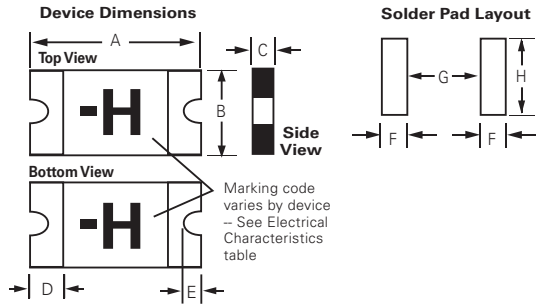 Device Dimensions
Solder Pad Layout
A
C
Top View
-H
B
Side
View
G
H
F
F
Bottom View
-H
Marking code
varies by device
-- See Electrical
Characteristics
table
D
E